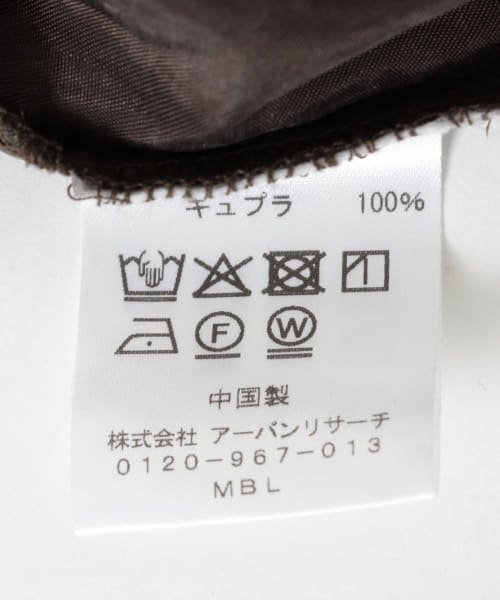 キュプラ 100%
F W
中国製
株式会社 アーバンリサーチ
0120-967-013
MBL